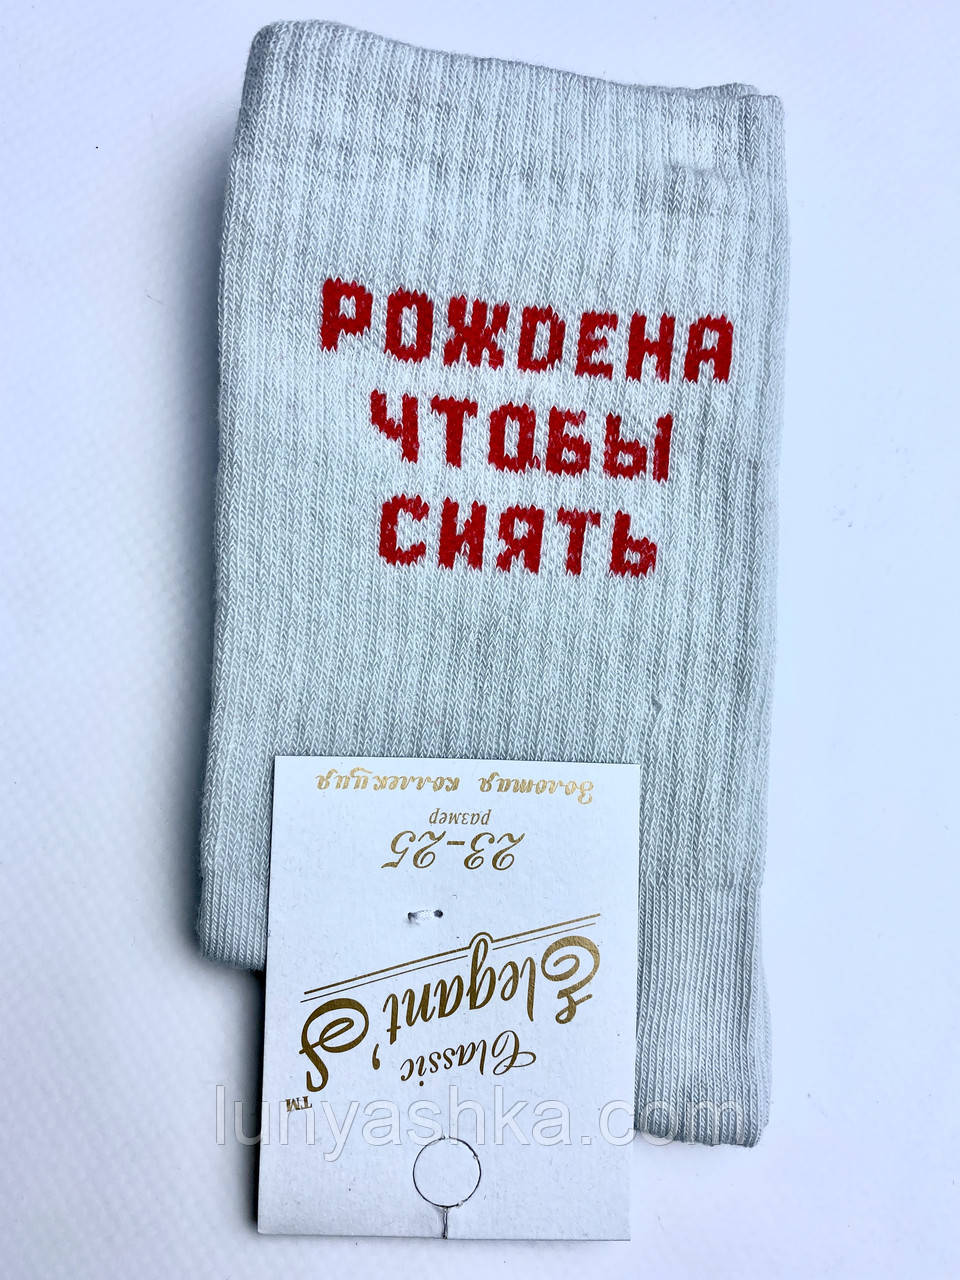 РОЖДЕНА
ЧТОБЫ
СИЯТЬ
Classic
Elegant'S
TM
23-25
размер
Золотая коллекция
lunyashka.com